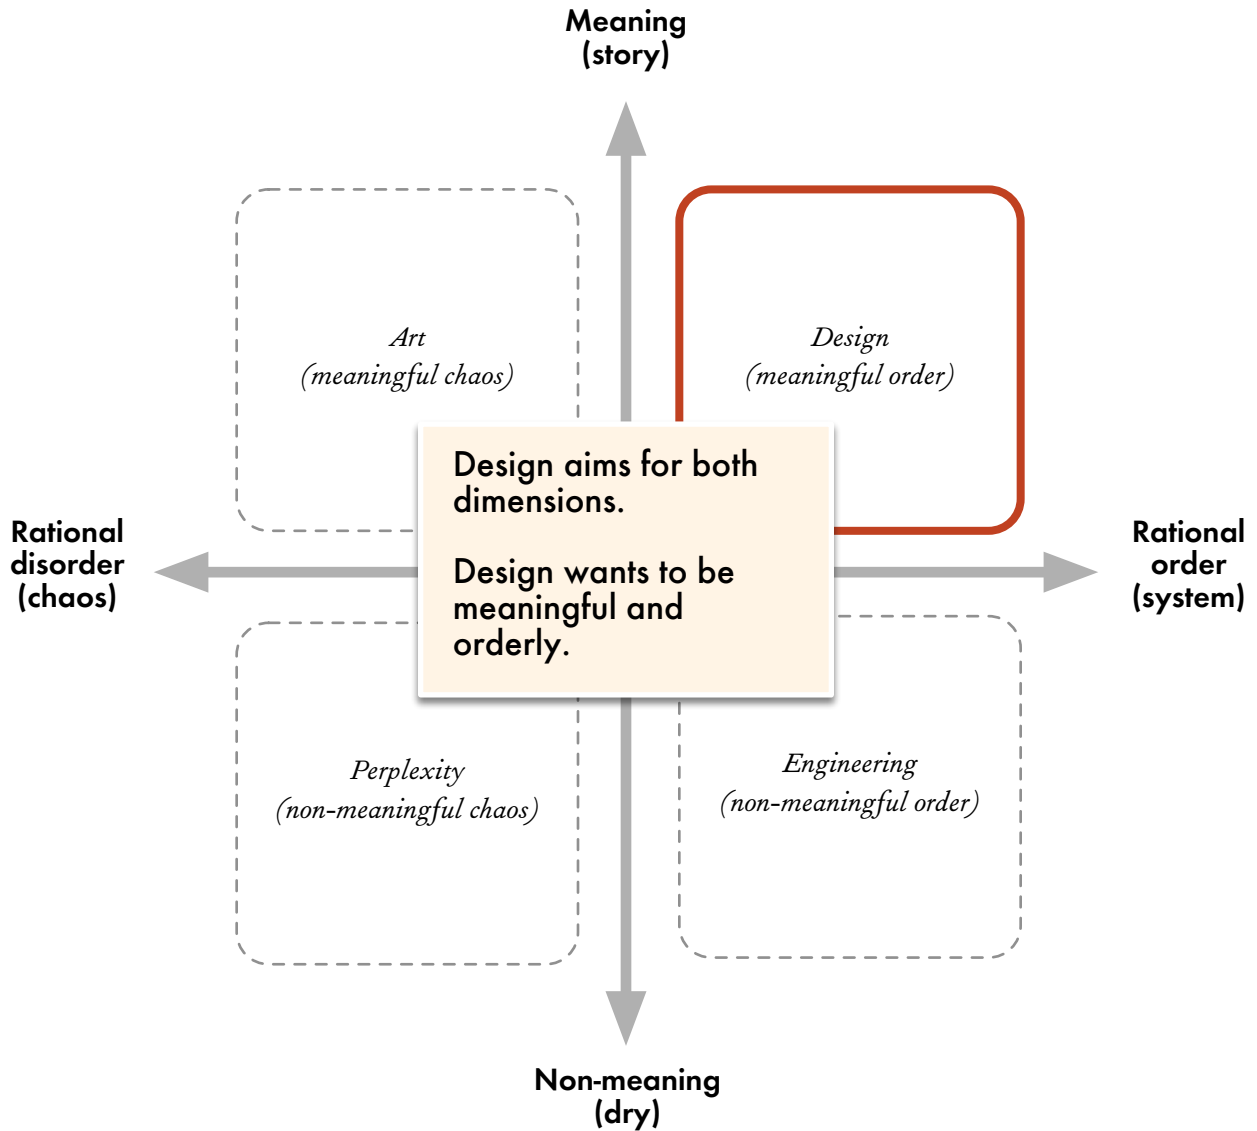 Meaning
(story)
Art
(meaningful chaos)
Design
(meaningful order)
Design aims for both
dimensions.
Design wants to be
meaningful and
orderly.
Rational
disorder
(chaos)
Rational
order
(system)
Perplexity
(non-meaningful chaos)
Engineering
(non-meaningful order)
Non-meaning
(dry)